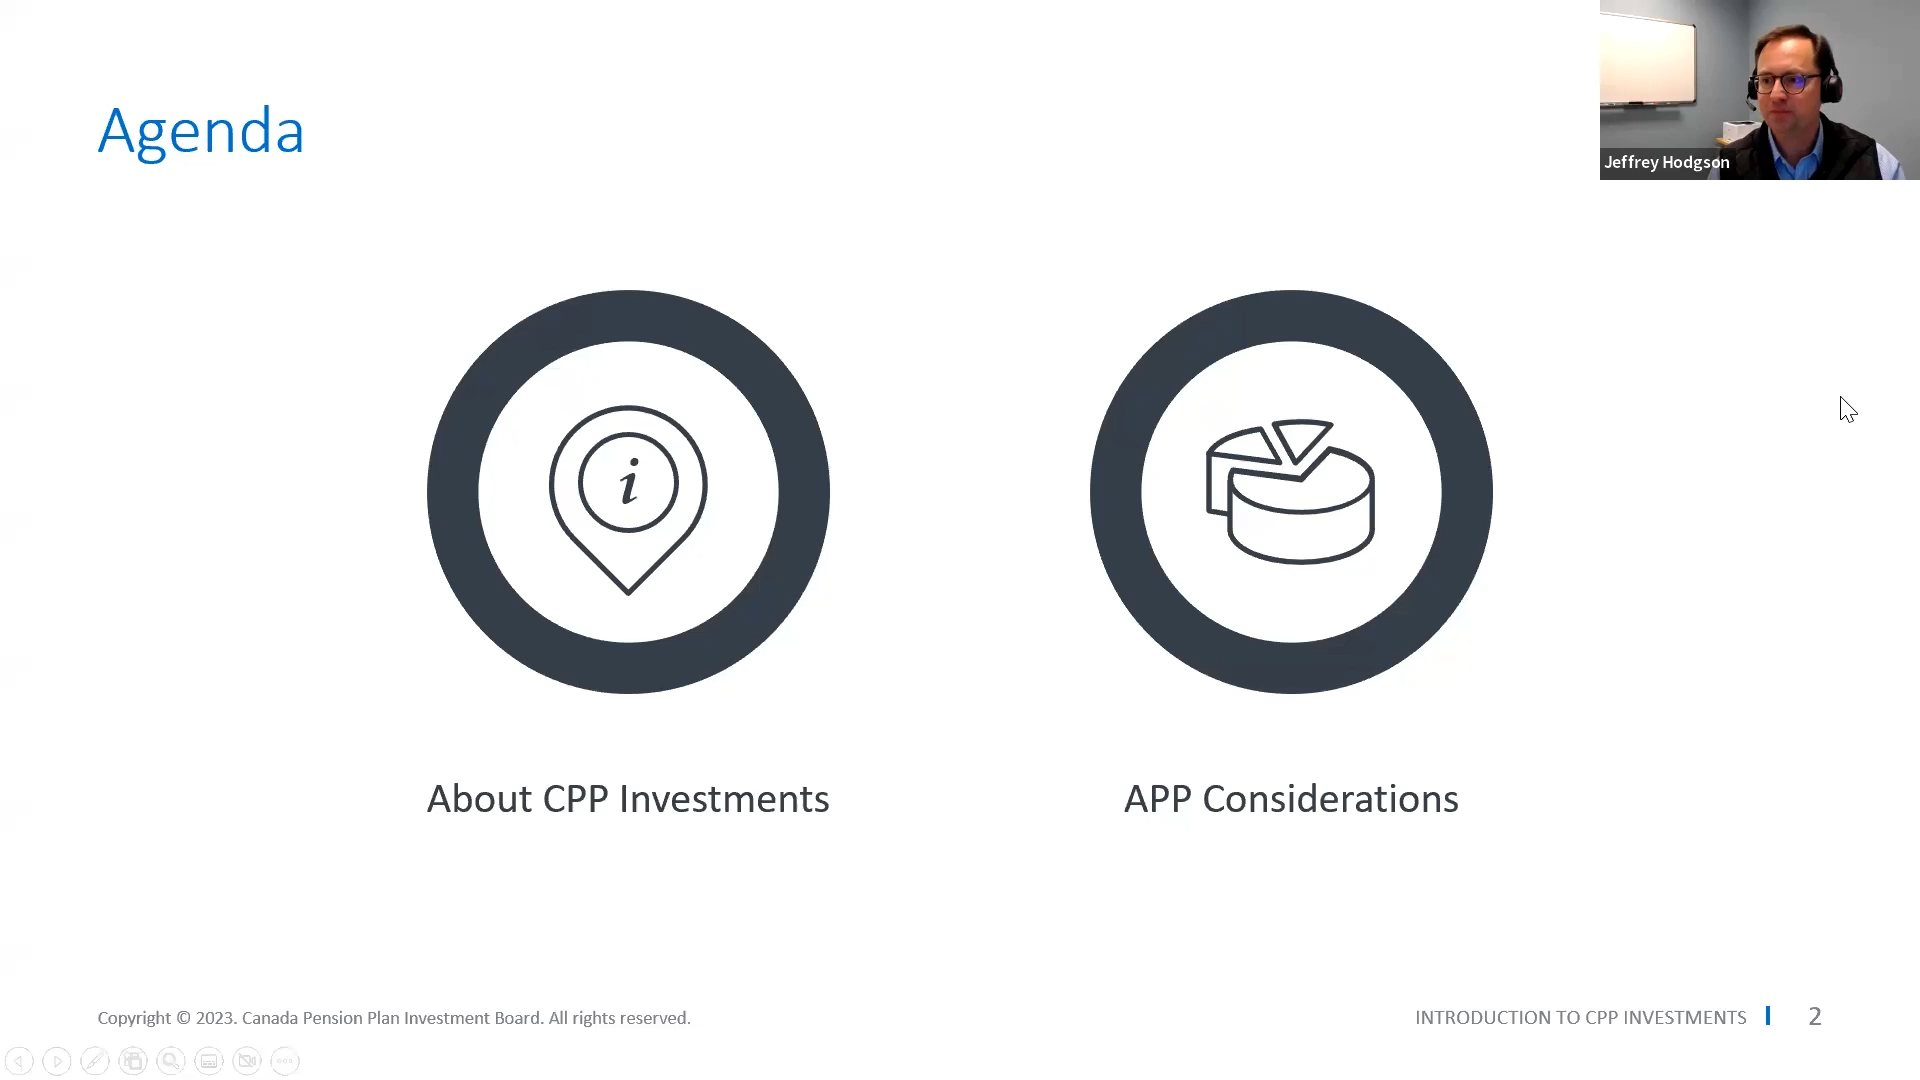 Agenda
Jeffrey Hodgson
i
About CPP Investments
APP Considerations
Copyright © 2023. Canada Pension Plan Investment Board. All rights reserved.
INTRODUCTION TO CPP INVESTMENTS
2